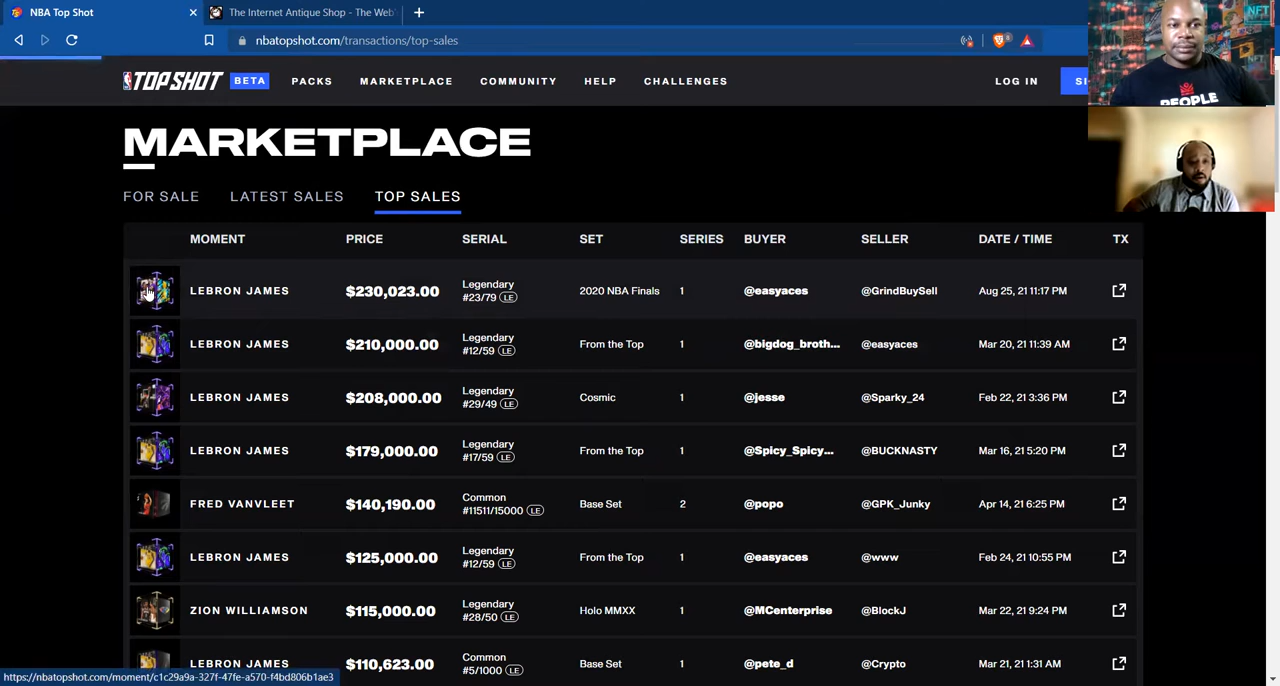 NBA Top Shot
The Internet Antique Shop - The Web'
nbatopshot.com/transactions/top-sales
NFT
PEOPLE
TOP SHOT BETA PACKS MARKETPLACE COMMUNITY HELP CHALLENGES LOG IN
MARKETPLACE
FOR SALE LATEST SALES TOP SALES
MOMENT PRICE SERIAL SET SERIES BUYER SELLER DATE / TIME TX
LEBRON JAMES $230,023.00 Legendary 2020 NBA Finals 1 @easyaces @GrindBuySell Aug 25, 21 11:17 PM
#23/79 LE
LEBRON JAMES $210,000.00 Legendary From the Top 1 @bigdog_broth... @easyaces Mar 20, 21 11:39 AM
#12/59 LE
LEBRON JAMES $208,000.00 Legendary Cosmic 1 @jesse @Sparky_24 Feb 22, 21 3:36 PM
#29/49 LE
LEBRON JAMES $179,000.00 Legendary From the Top 1 @Spicy_Spicy... @BUCKNASTY Mar 16, 21 5:20 PM
#17/59 LE
FRED VANVLEET $140,190.00 Common Base Set 2 @popo @GPK_Junky Apr 14, 21 6:25 PM
#11511/15000 LE
LEBRON JAMES $125,000.00 Legendary From the Top 1 @easyaces @www Feb 24, 21 10:55 PM
#12/59 LE
ZION WILLIAMSON $115,000.00 Legendary Holo MMXX 1 @MCenterprise @BlockJ Mar 22, 21 9:24 PM
#28/50 LE
LEBRON JAMES $110,623.00 Common Base Set 1 @pete_d @Crypto Mar 21, 21 1:31 AM
#5/1000 LE
https://nbatopshot.com/moment/c1c29a9a-327f-47fe-a570-f4bd806b1ae3